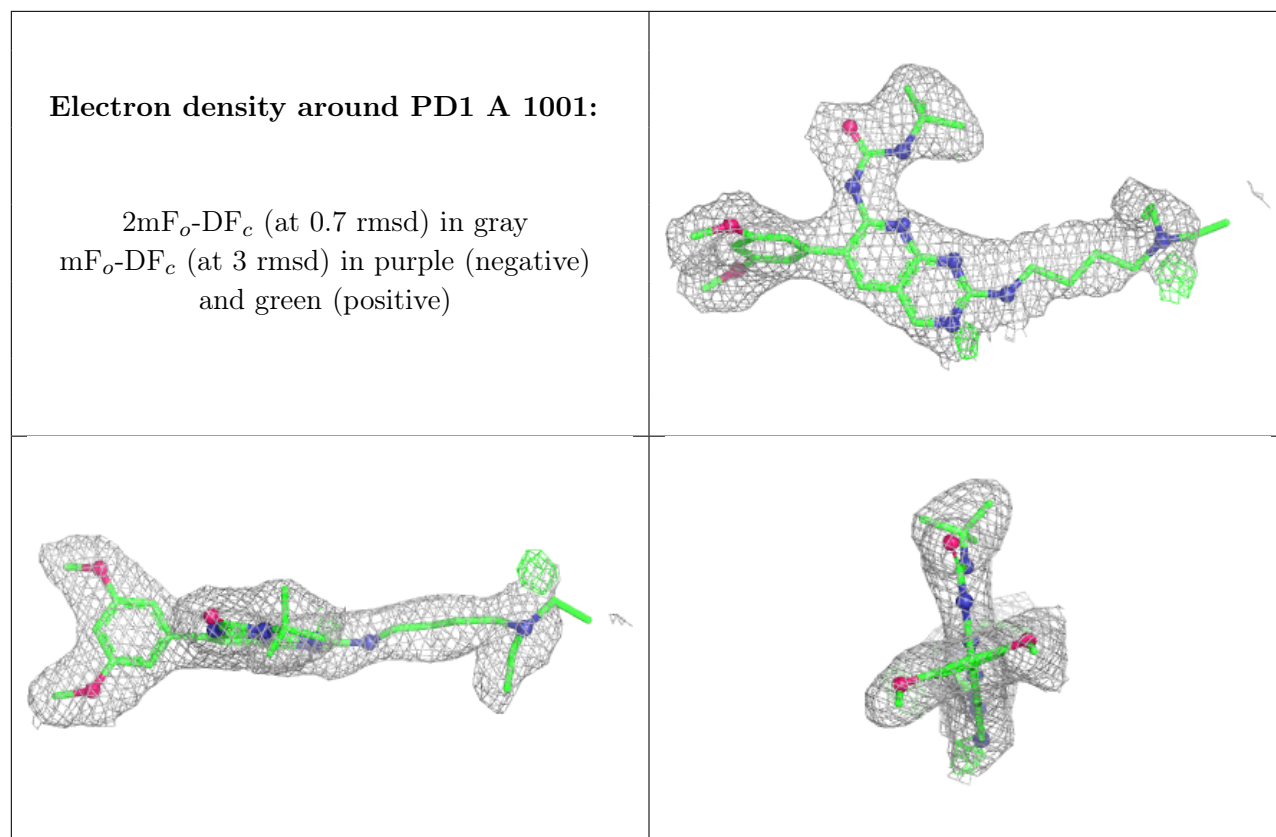 Electron density around PD1 A 1001:
2mFo-DFc (at 0.7 rmsd) in gray
mFo-DFc (at 3 rmsd) in purple (negative)
and green (positive)